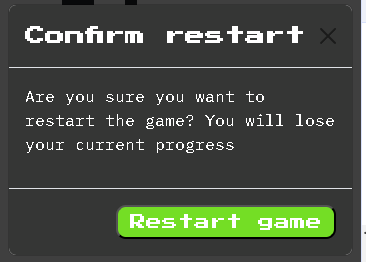 Confirm restart
Are you sure you want to
restart the game? You will lose
your current progress
Restart game